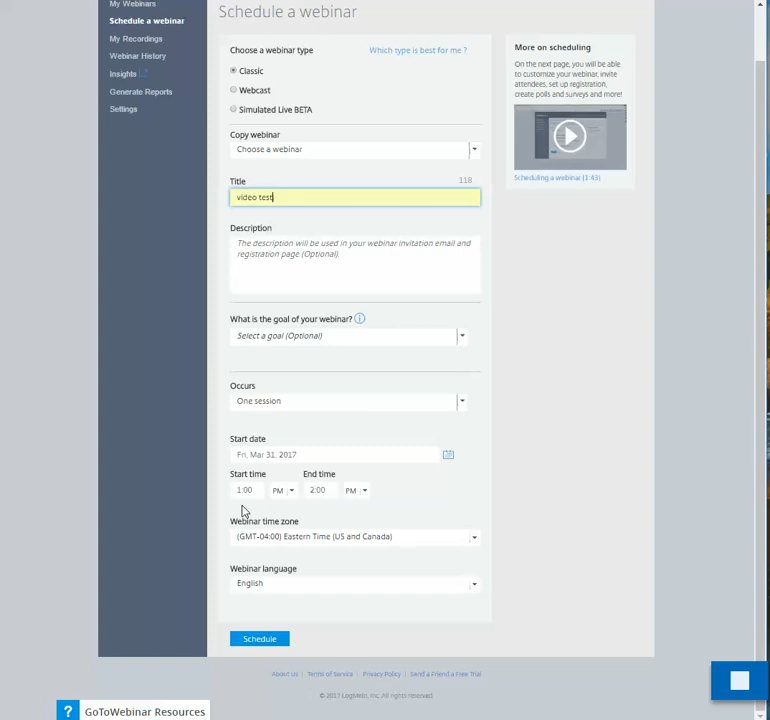 My Webinars
Schedule a webinar
My Recordings
Webinar History
Insights
Generate Reports
Settings
Schedule a webinar
Choose a webinar type
Which type is best for me ?
Classic
Webcast
Simulated Live BETA
Copy webinar
Choose a webinar
Title
118
video test
Description
The description will be used in your webinar invitation email and
registration page (Optional).
What is the goal of your webinar?
Select a goal (Optional)
Occurs
One session
Start date
Fri, Mar 31, 2017
Start time
End time
1:00 PM
2:00 PM
Webinar time zone
(GMT-04:00) Eastern Time (US and Canada)
Webinar language
English
Schedule
More on scheduling
On the next page, you will be able
to customize your webinar, invite
attendees, set up registration,
create polls and surveys and more!
Scheduling a webinar (1:43)
About us | Terms of Service | Privacy Policy | Send a Friend a Free Trial
© 2017 LogMeIn, Inc. All rights reserved.
? GoToWebinar Resources